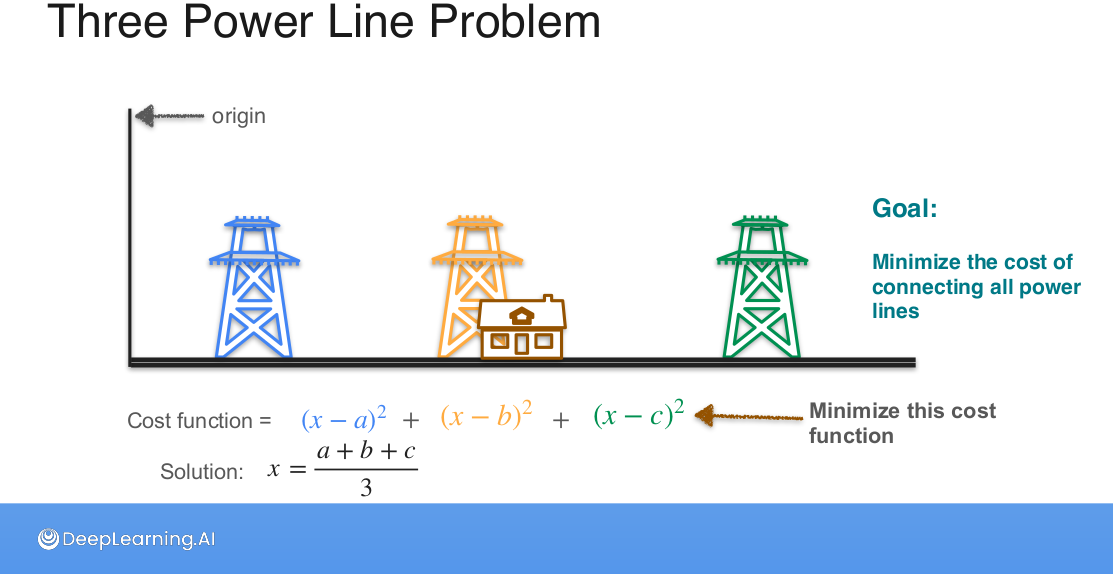 Three Power Line Problem
origin
Goal:
Minimize the cost of
connecting all power
lines
Cost function = (x − a)² + (x − b)² + (x − c)²
Minimize this cost
function
Solution: x = (a + b + c) / 3
DeepLearning.AI